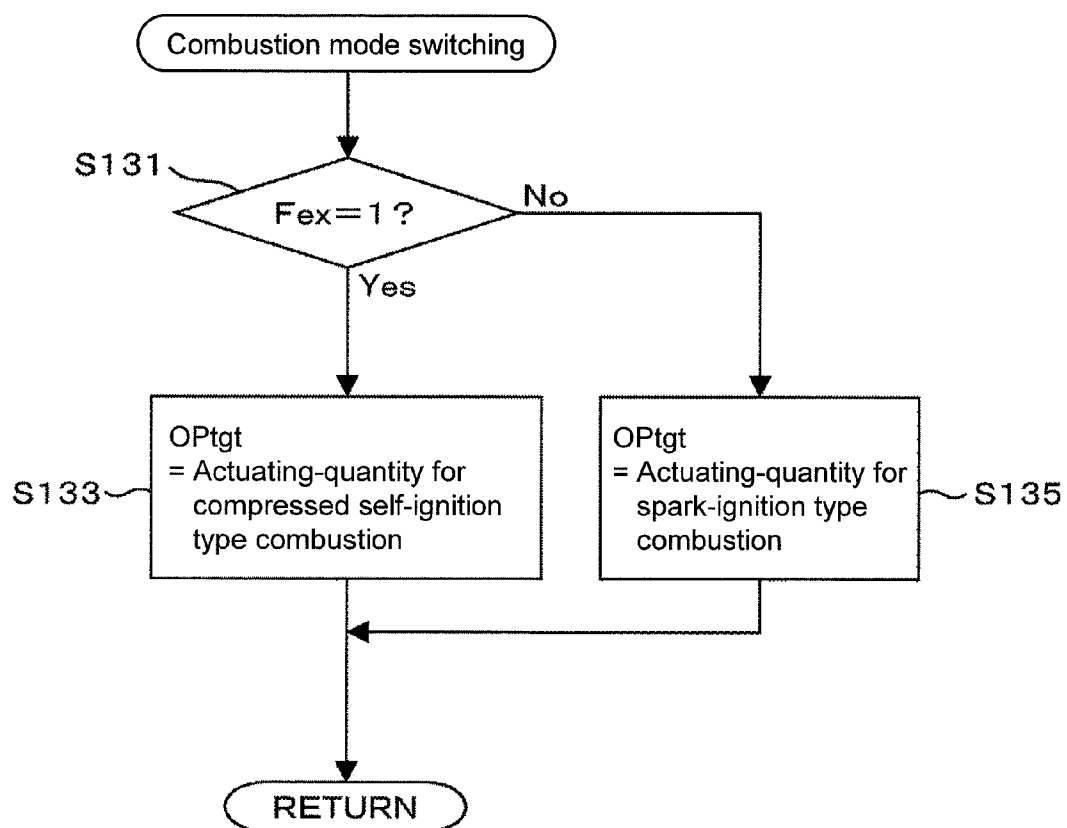 Combustion mode switching
S131
Fex=1?
No
Yes
OPtgt
= Actuating-quantity for
compressed self-ignition
type combustion
S133
OPtgt
= Actuating-quantity for
spark-ignition type
combustion
S135
RETURN